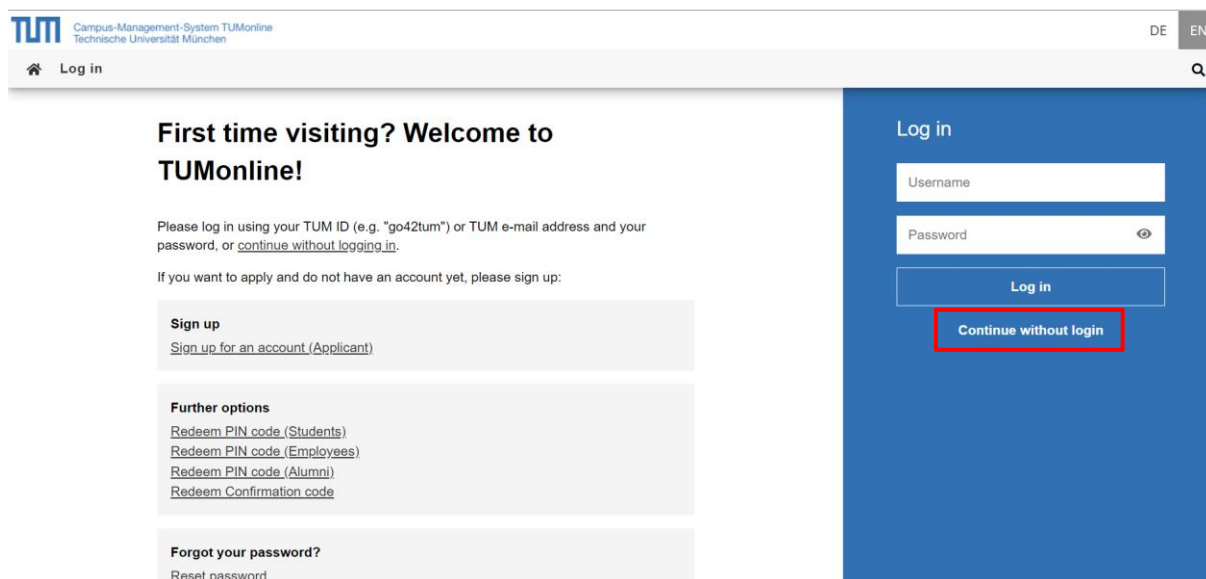 TUM
Campus-Management-System TUMonline
Technische Universität München
DE
EN
Log in
First time visiting? Welcome to
TUMonline!
Please log in using your TUM ID (e.g. "go42tum") or TUM e-mail address and your
password, or continue without logging in.
If you want to apply and do not have an account yet, please sign up:
Sign up
Sign up for an account (Applicant)
Further options
Redeem PIN code (Students)
Redeem PIN code (Employees)
Redeem PIN code (Alumni)
Redeem Confirmation code
Forgot your password?
Reset password
Log in
Username
Password
Log in
Continue without login